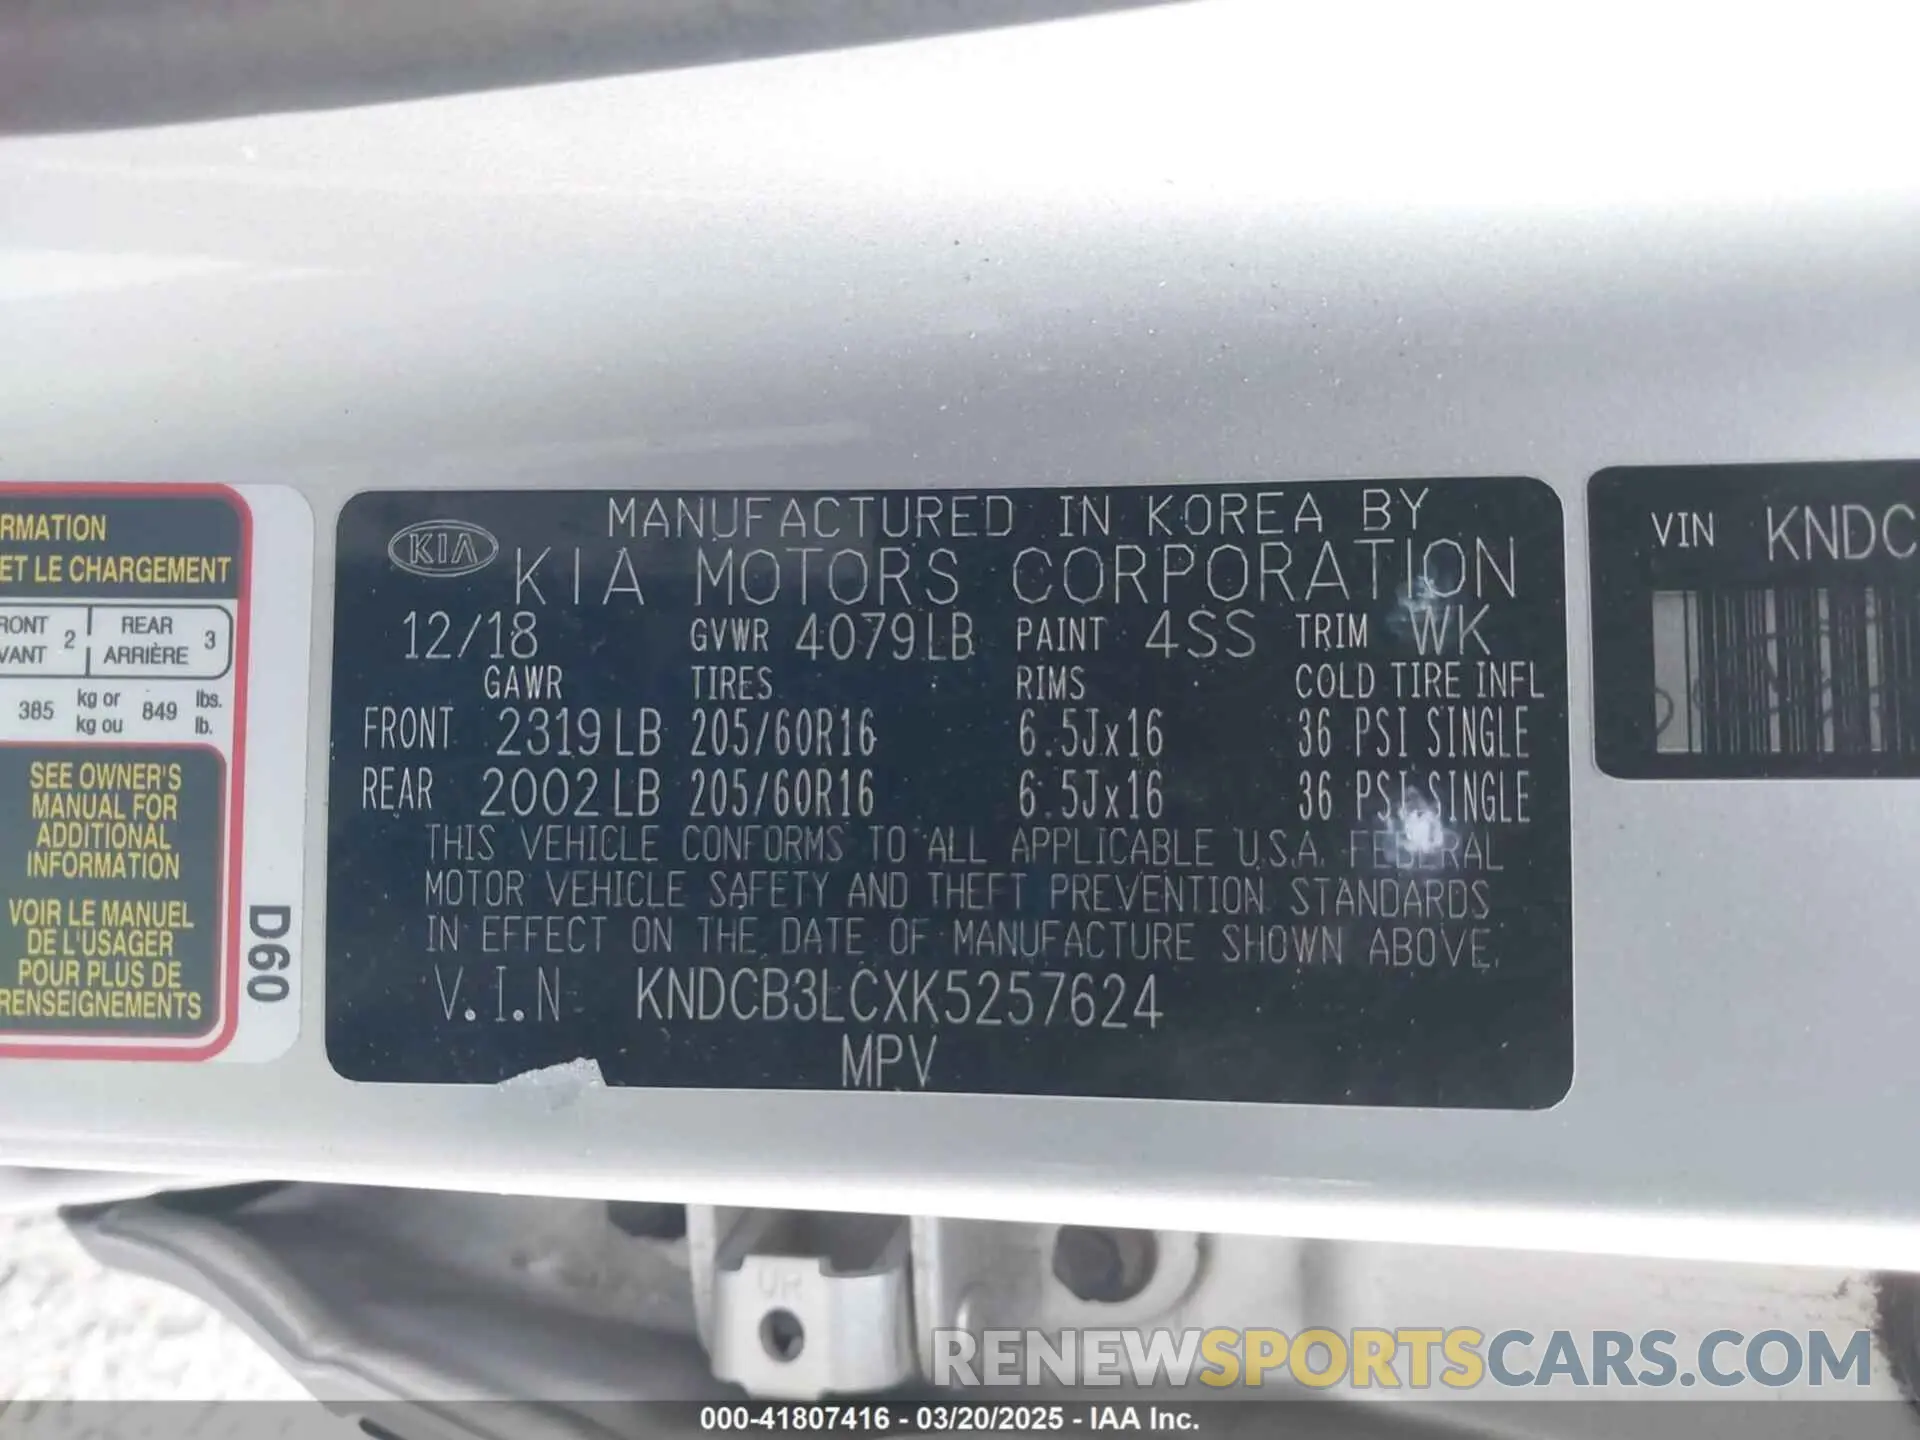 RMATION
ET LE CHARGEMENT
RONT
VANT 2
REAR
ARRIÈRE 3
385 kg or
kg ou 849 lbs.
lb.
SEE OWNER'S
MANUAL FOR
ADDITIONAL
INFORMATION
VOIR LE MANUEL
DE L'USAGER
POUR PLUS DE
RENSEIGNEMENTS
D60
KIA
MANUFACTURED IN KOREA BY
KIA MOTORS CORPORATION
12/18 GVWR 4079LB PAINT 4SS TRIM WK
GAWR TIRES RIMS COLD TIRE INFL
FRONT 2319LB 205/60R16 6.5Jx16 36 PSI SINGLE
REAR 2002LB 205/60R16 6.5Jx16 36 PSI SINGLE
THIS VEHICLE CONFORMS TO ALL APPLICABLE U.S.A. FEDERAL
MOTOR VEHICLE SAFETY AND THEFT PREVENTION STANDARDS
IN EFFECT ON THE DATE OF MANUFACTURE SHOWN ABOVE.
V.I.N KNDCB3LCXK5257624
MPV
VIN KNDC
UR
RENEWSPORTSCARS.COM
000-41807416 - 03/20/2025 - IAA Inc.